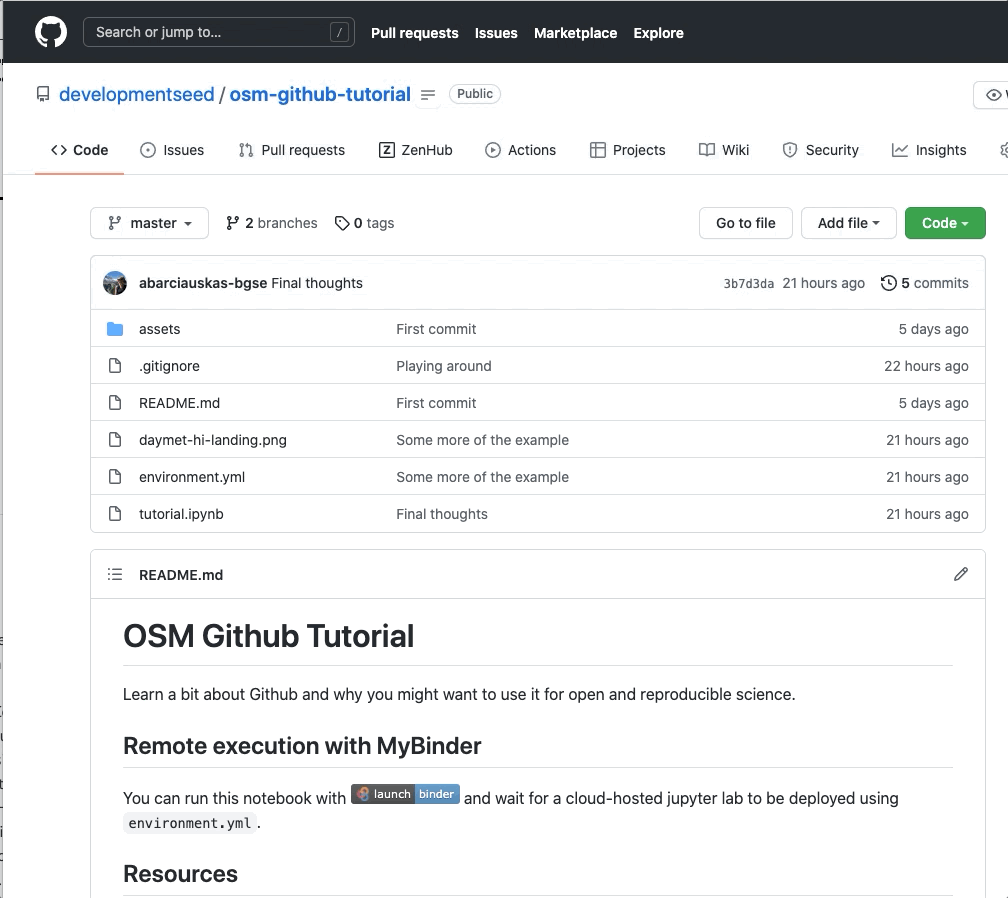 Search or jump to... /
Pull requests Issues Marketplace Explore
developmentseed / osm-github-tutorial Public
Code Issues Pull requests ZenHub Actions Projects Wiki Security Insights
master 2 branches 0 tags Go to file Add file Code
abarciauskas-bgse Final thoughts 3b7d3da 21 hours ago 5 commits
assets First commit 5 days ago
.gitignore Playing around 22 hours ago
README.md First commit 5 days ago
daymet-hi-landing.png Some more of the example 21 hours ago
environment.yml Some more of the example 21 hours ago
tutorial.ipynb Final thoughts 21 hours ago
README.md
OSM Github Tutorial
Learn a bit about Github and why you might want to use it for open and reproducible science.
Remote execution with MyBinder
You can run this notebook with launch binder and wait for a cloud-hosted jupyter lab to be deployed using
environment.yml .
Resources